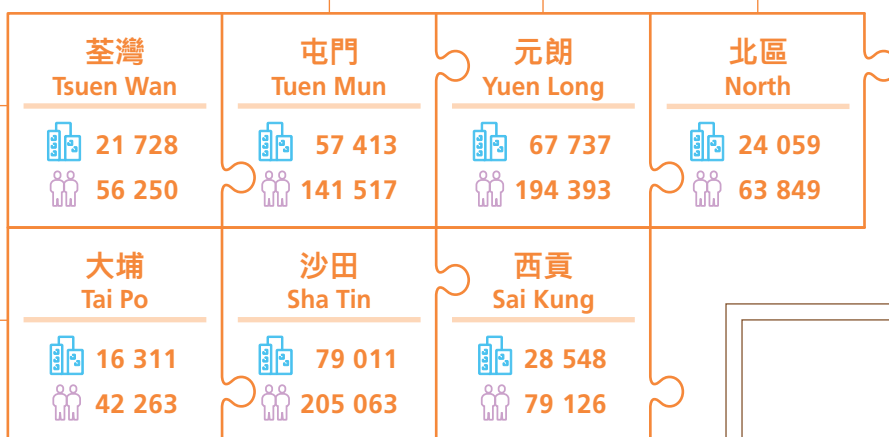 荃灣
Tsuen Wan
21 728
56 250
屯門
Tuen Mun
57 413
141 517
元朗
Yuen Long
67 737
194 393
北區
North
24 059
63 849
大埔
Tai Po
16 311
42 263
沙田
Sha Tin
79 011
205 063
西貢
Sai Kung
28 548
79 126